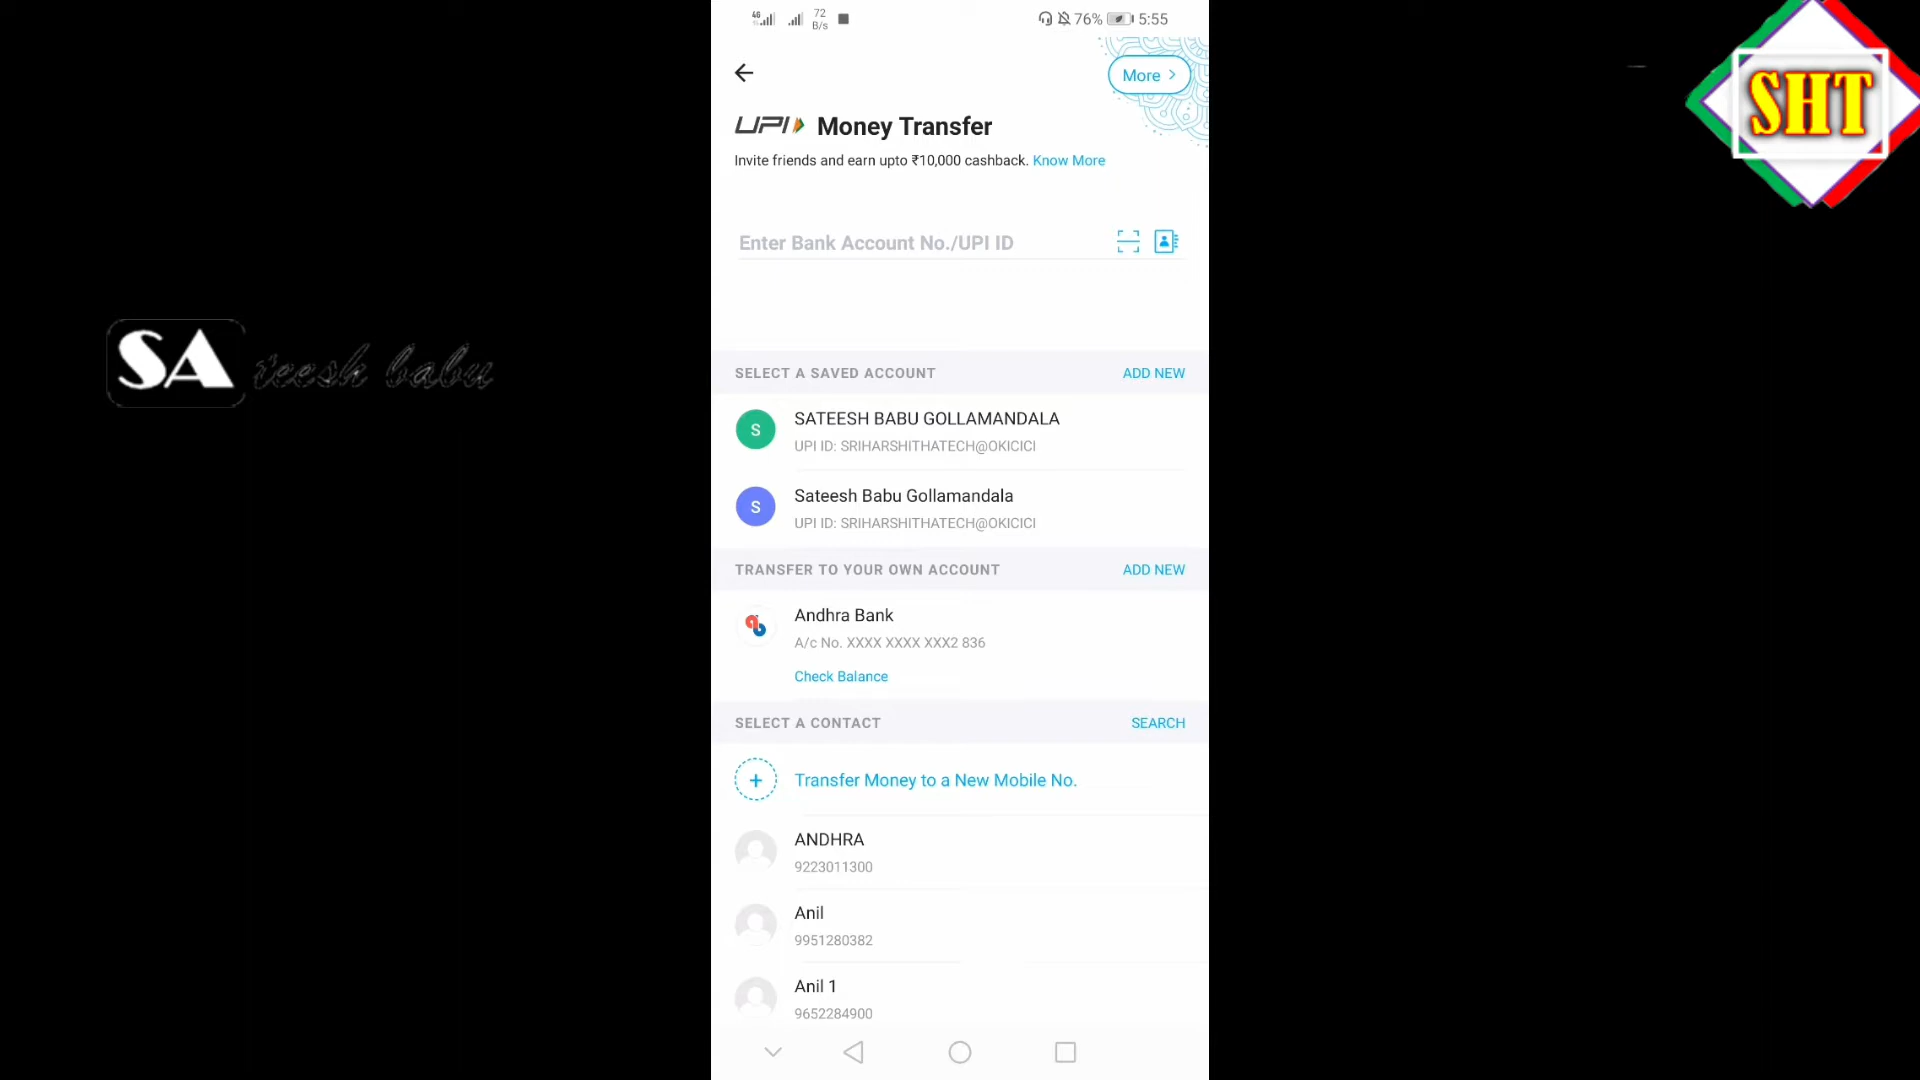 4G 72 B/s 76% 5:55
More >
UPI Money Transfer
Invite friends and earn upto ₹10,000 cashback. Know More
Enter Bank Account No./UPI ID
SELECT A SAVED ACCOUNT ADD NEW
S SATEESH BABU GOLLAMANDALA
UPI ID: SRIHARSHITHATECH@OKICICI
S Sateesh Babu Gollamandala
UPI ID: SRIHARSHITHATECH@OKICICI
TRANSFER TO YOUR OWN ACCOUNT ADD NEW
Andhra Bank
A/c No. XXXX XXXX XXX2 836
Check Balance
SELECT A CONTACT SEARCH
+ Transfer Money to a New Mobile No.
ANDHRA
9223011300
Anil
9951280382
Anil 1
9652284900
SA teesh babu
SHT